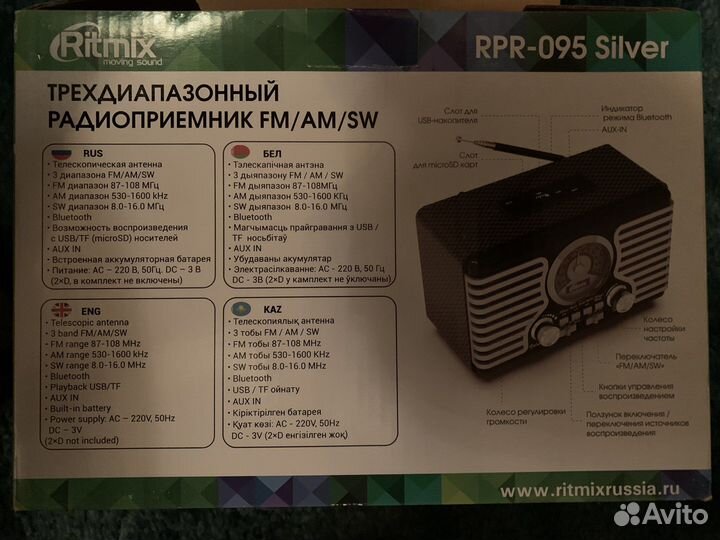 Ritmix
moving sound
RPR-095 Silver
ТРЕХДИАПАЗОННЫЙ
РАДИОПРИЕМНИК FM/AM/SW
RUS
• Телескопическая антенна
• 3 диапазона FM/AM/SW
• FM диапазон 87-108 МГц
• AM диапазон 530-1600 kHz
• SW диапазон 8.0-16.0 МГц
• Bluetooth
• Возможность воспроизведения
с USB/TF (microSD) носителей
• AUX IN
• Встроенная аккумуляторная батарея
• Питание: AC – 220 В, 50Гц. DC – 3 В
(2×D, в комплект не включены)
БЕЛ
• Тэлескапічная антэна
• 3 дыяпазону FM / AM / SW
• FM дыяпазон 87-108МГц
• AM дыяпазон 530-1600 КГц
• SW дыяпазон 8.0-16.0 МГц
• Bluetooth
• Магчымасць прайгравання з USB /
TF носьбітаў
• AUX IN
• Убудаваны акумулятар
• Электрасілкаванне: AC - 220 В, 50 Гц
DC - 3В (2×D у камплект не ўключаны)
ENG
• Telescopic antenna
• 3 band FM/AM/SW
• FM range 87-108 MHz
• AM range 530-1600 kHz
• SW range 8.0-16.0 MHz
• Bluetooth
• Playback USB/TF
• AUX IN
• Built-in battery
• Power supply: AC – 220V, 50Hz
DC – 3V
(2×D not included)
KAZ
• Телескопиялық антенна
• 3 тобы FM / AM / SW
• FM тобы 87-108 MHz
• AM тобы 530-1600 kHz
• SW тобы 8.0-16.0 MHz
• Bluetooth
• USB / TF ойнату
• AUX IN
• Кіріктірілген батарея
• Қуат көзі: AC – 220V, 50Hz
DC - 3V (2×D енгізілген жоқ)
Слот для
USB-накопителя
Слот
для microSD карт
Индикатор
режима Bluetooth
AUX-IN
Колесо
настройки
частоты
Переключатель
«FM/AM/SW»
Кнопки управления
воспроизведением
Ползунок включения /
переключения источников
воспроизведения
Колесо регулировки
громкости
www.ritmixrussia.ru
Avito